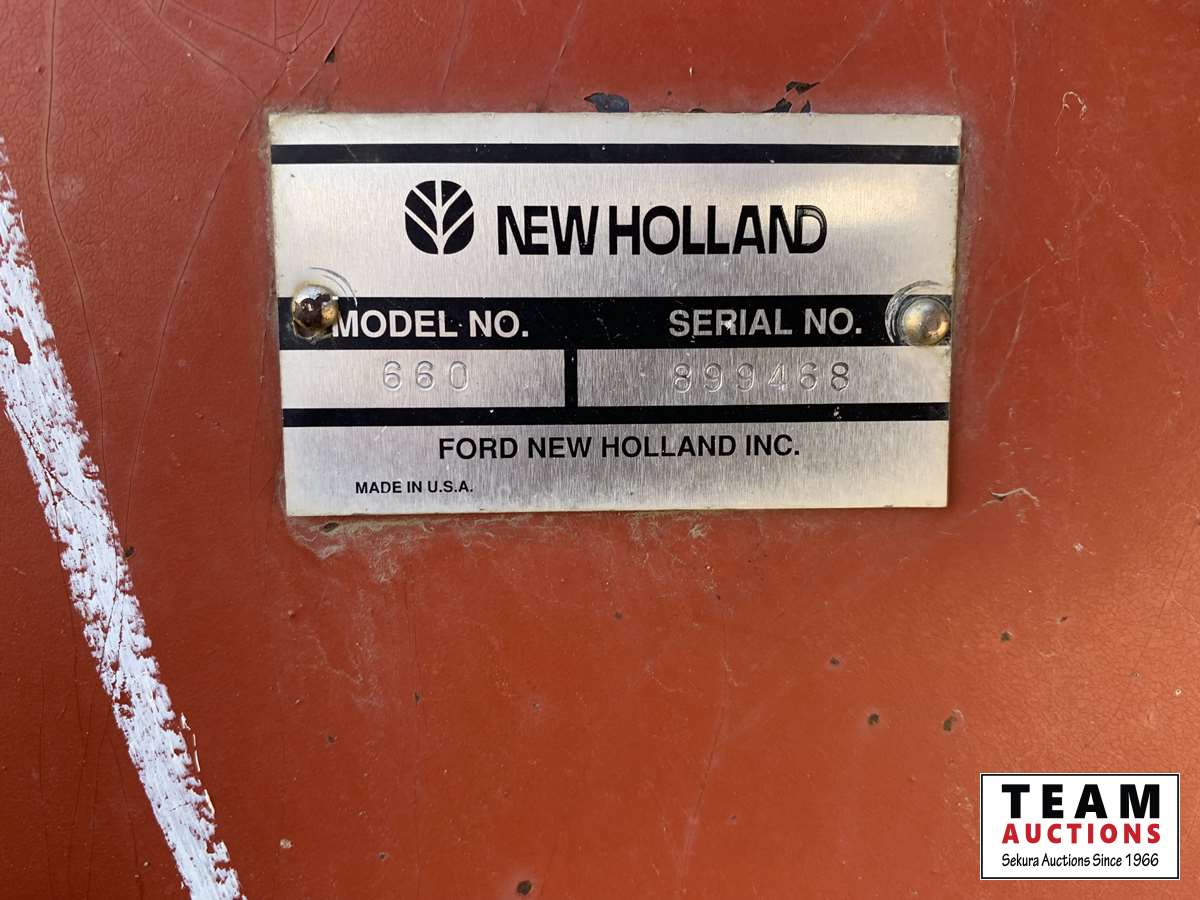 NEW HOLLAND
MODEL NO. SERIAL NO.
660 899468
FORD NEW HOLLAND INC.
MADE IN U.S.A.
TEAM
AUCTIONS
Sekura Auctions Since 1966